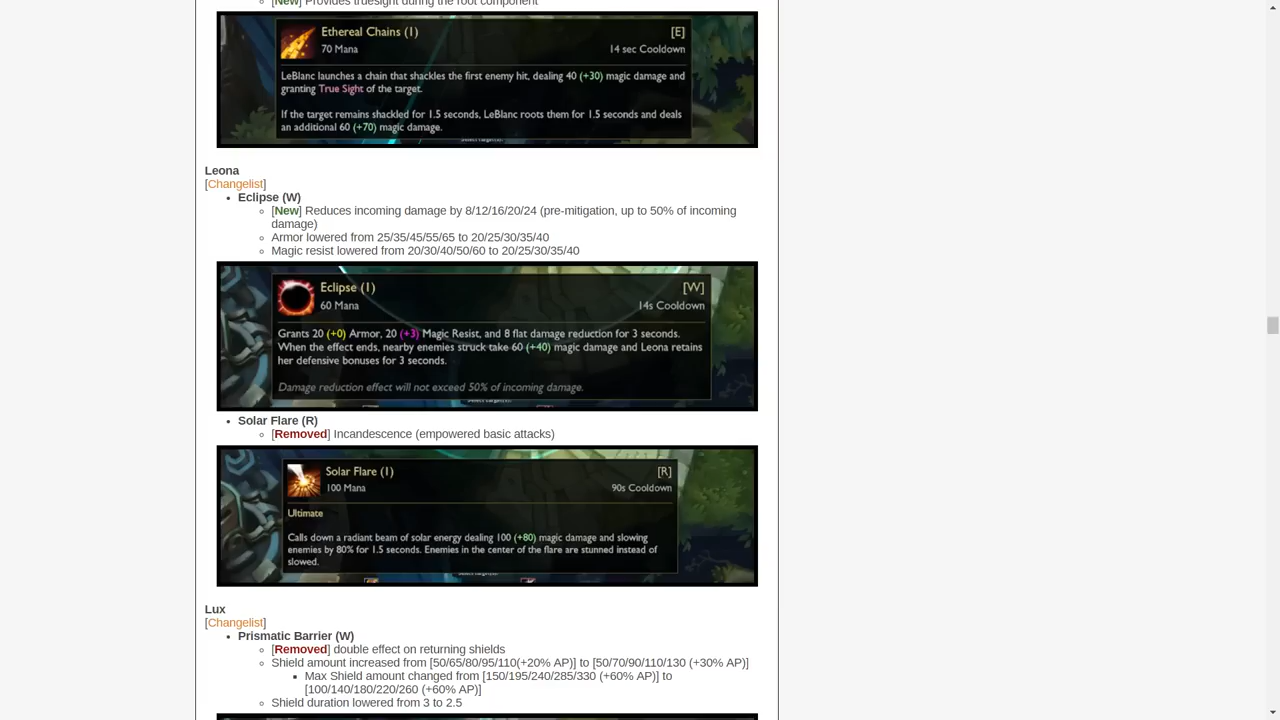 [New] Provides truesight during the root component
Ethereal Chains (1) [E]
70 Mana 14 sec Cooldown
LeBlanc launches a chain that shackles the first enemy hit, dealing 40 (+30) magic damage and
granting True Sight of the target.
If the target remains shackled for 1.5 seconds, LeBlanc roots them for 1.5 seconds and deals
an additional 60 (+70) magic damage.
Leona
[Changelist]
Eclipse (W)
[New] Reduces incoming damage by 8/12/16/20/24 (pre-mitigation, up to 50% of incoming
damage)
Armor lowered from 25/35/45/55/65 to 20/25/30/35/40
Magic resist lowered from 20/30/40/50/60 to 20/25/30/35/40
Eclipse (1) [W]
60 Mana 14s Cooldown
Grants 20 (+0) Armor, 20 (+3) Magic Resist, and 8 flat damage reduction for 3 seconds.
When the effect ends, nearby enemies struck take 60 (+40) magic damage and Leona retains
her defensive bonuses for 3 seconds.
Damage reduction effect will not exceed 50% of incoming damage.
Solar Flare (R)
[Removed] Incandescence (empowered basic attacks)
Solar Flare (1) [R]
100 Mana 90s Cooldown
Ultimate
Calls down a radiant beam of solar energy dealing 100 (+80) magic damage and slowing
enemies by 80% for 1.5 seconds. Enemies in the center of the flare are stunned instead of
slowed.
Lux
[Changelist]
Prismatic Barrier (W)
[Removed] double effect on returning shields
Shield amount increased from [50/65/80/95/110(+20% AP)] to [50/70/90/110/130 (+30% AP)]
Max Shield amount changed from [150/195/240/285/330 (+60% AP)] to
[100/140/180/220/260 (+60% AP)]
Shield duration lowered from 3 to 2.5